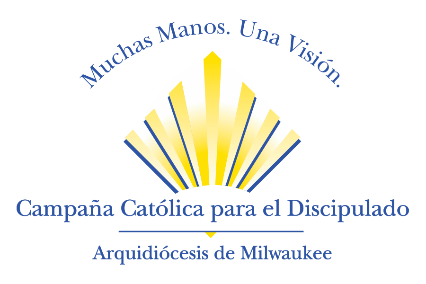 Muchas Manos. Una Visión.
Campaña Católica para el Discipulado
Arquidiócesis de Milwaukee